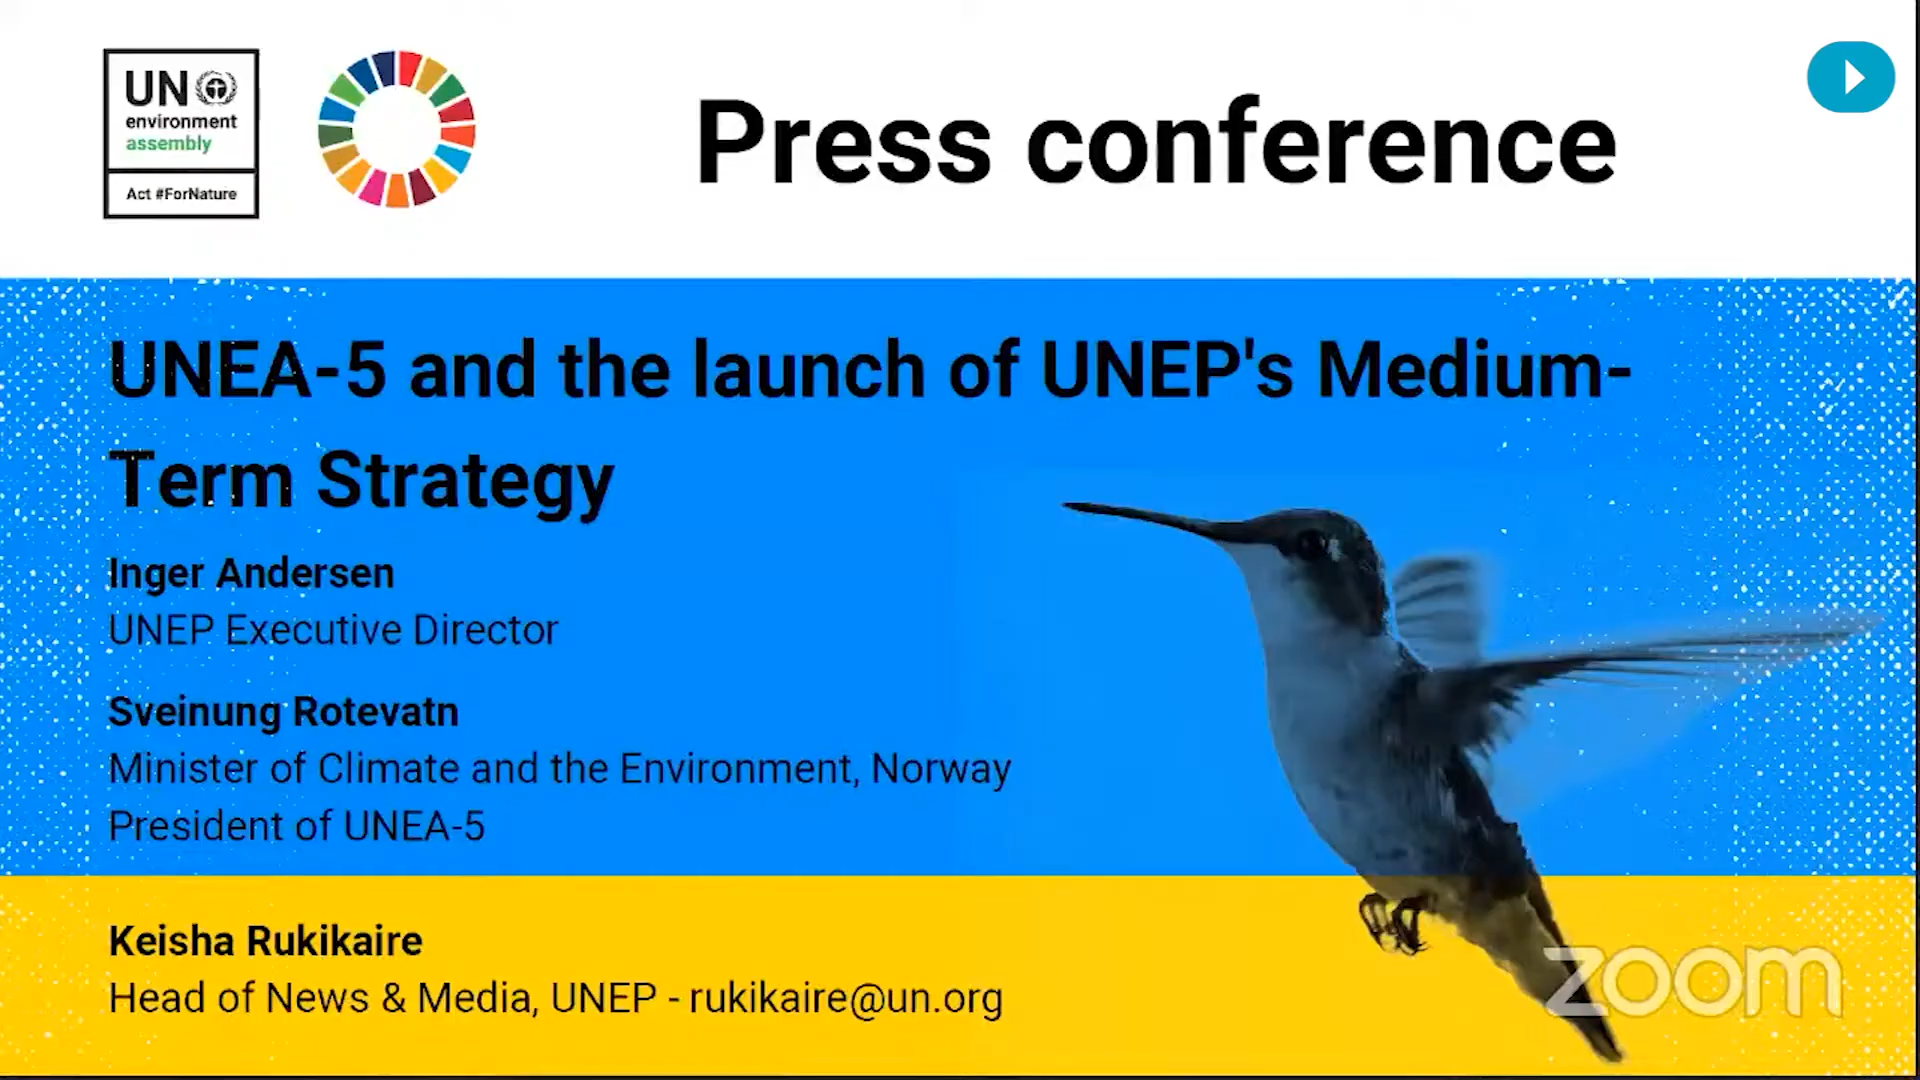 UN
environment
assembly
Act #ForNature
Press conference
UNEA-5 and the launch of UNEP's Medium-
Term Strategy
Inger Andersen
UNEP Executive Director
Sveinung Rotevatn
Minister of Climate and the Environment, Norway
President of UNEA-5
Keisha Rukikaire
Head of News & Media, UNEP - rukikaire@un.org
zoom